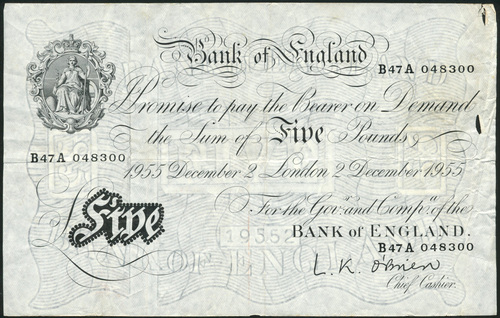 Bank of England
B47A 048300
I Promise to pay the Bearer on Demand
the Sum of Five Pounds
B47A 048300
1955 December 2 London 2 December 1955
For the Gov.r and Comp.a of the
£ Five
BANK OF ENGLAND.
B47A 048300
L. K. O'Brien
Chief Cashier.